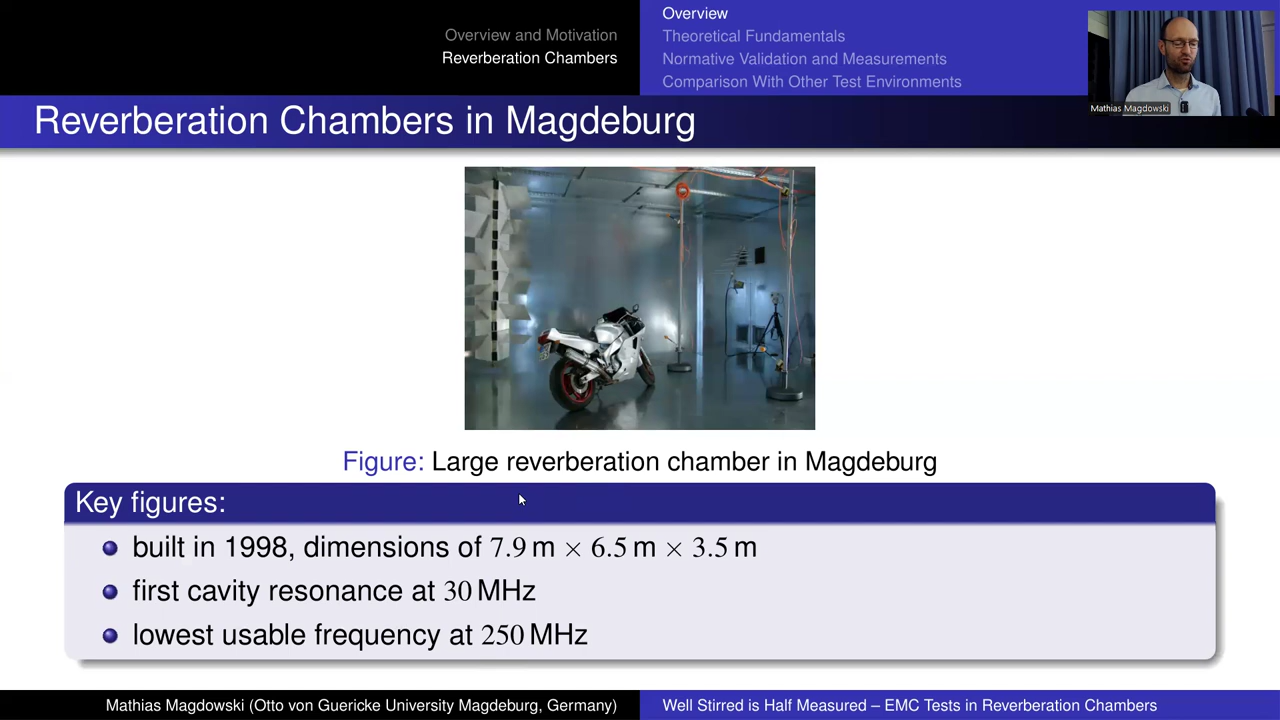 Overview and Motivation
Reverberation Chambers
Overview
Theoretical Fundamentals
Normative Validation and Measurements
Comparison With Other Test Environments
Mathias Magdowski
Reverberation Chambers in Magdeburg
Figure: Large reverberation chamber in Magdeburg
Key figures:
built in 1998, dimensions of 7.9 m × 6.5 m × 3.5 m
first cavity resonance at 30 MHz
lowest usable frequency at 250 MHz
Mathias Magdowski (Otto von Guericke University Magdeburg, Germany)
Well Stirred is Half Measured – EMC Tests in Reverberation Chambers